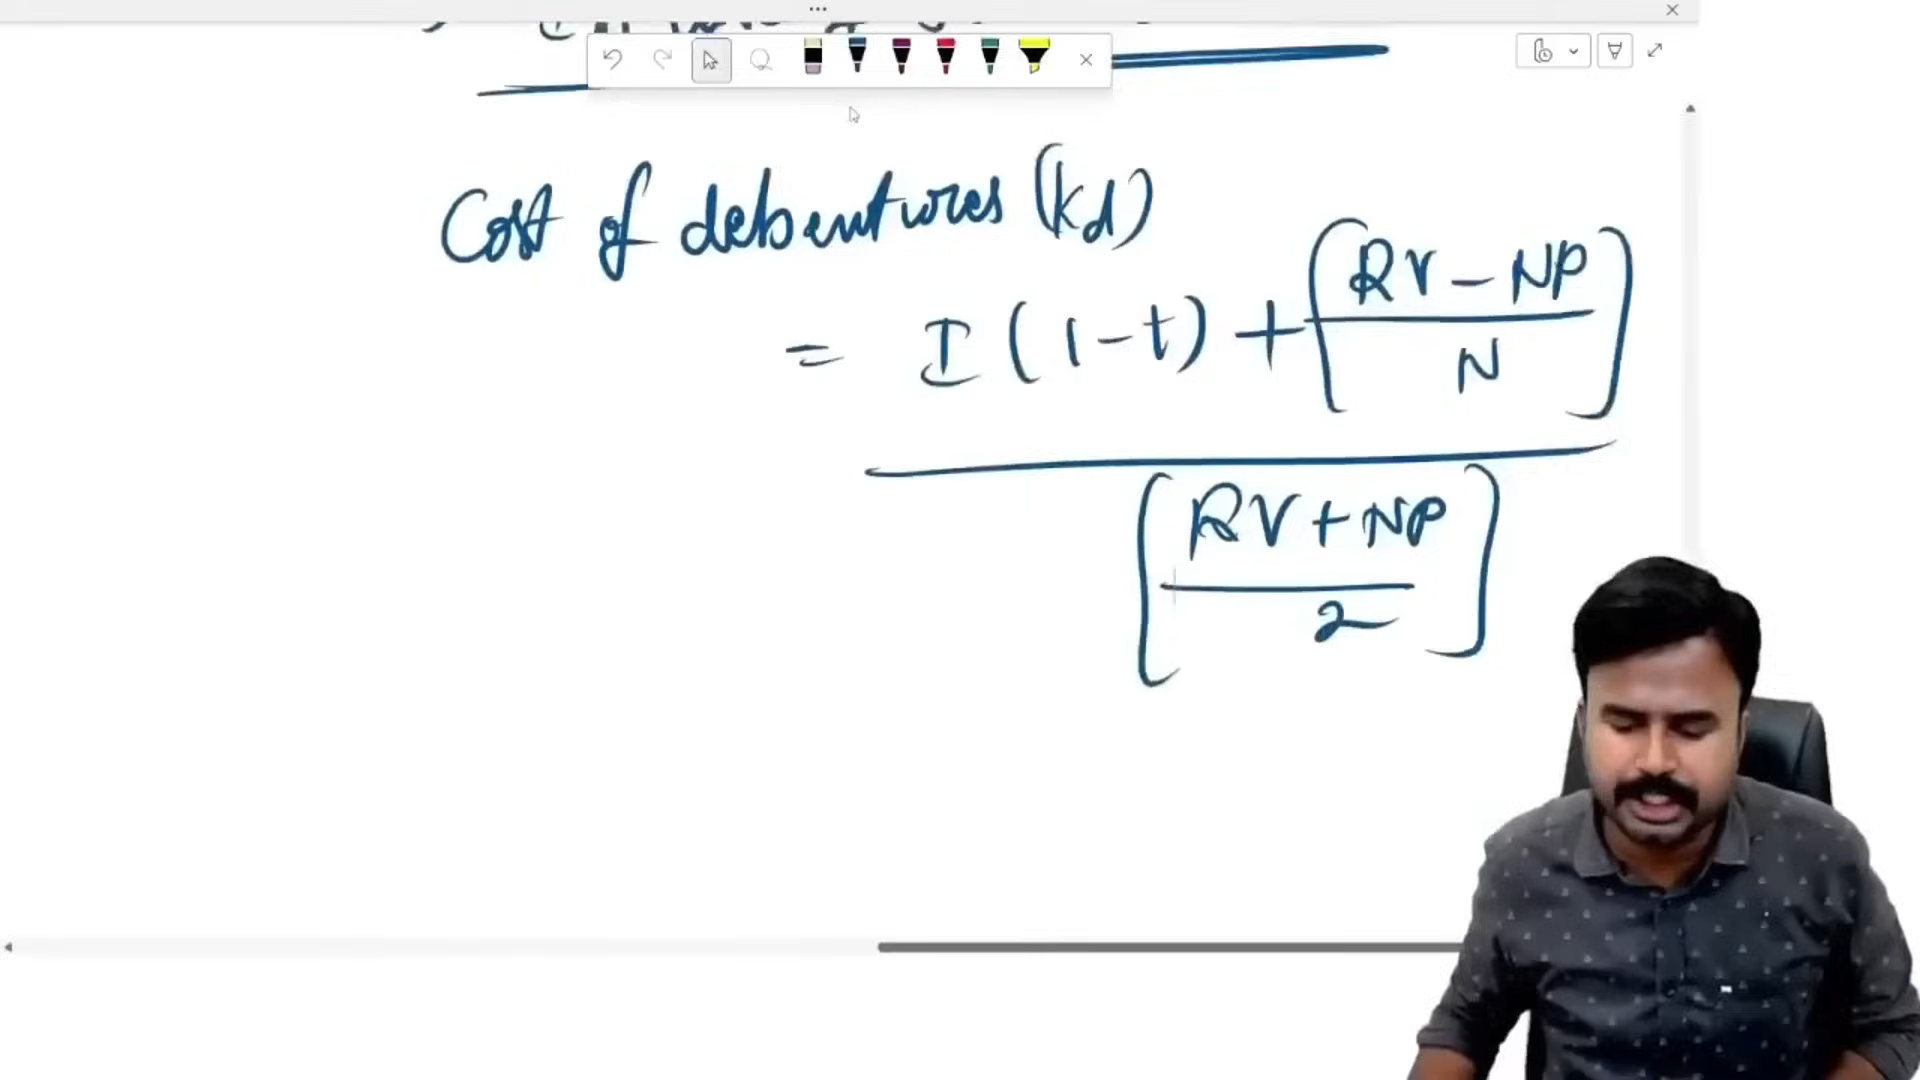 Cost of debentures (kd)
= I (1-t) + [RV - NP
N]
[RV + NP
2]